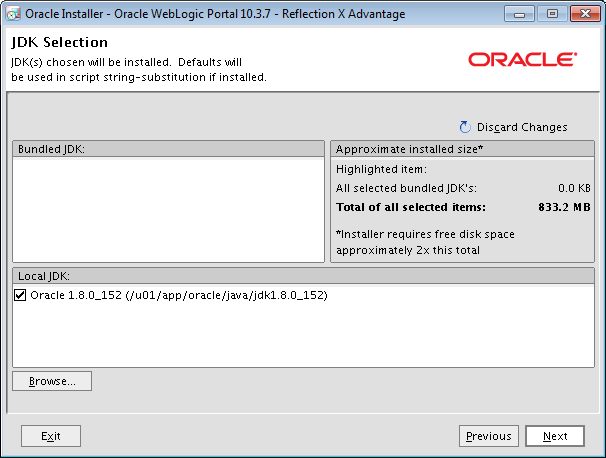 Oracle Installer - Oracle WebLogic Portal 10.3.7 - Reflection X Advantage
JDK Selection
JDK(s) chosen will be installed. Defaults will
be used in script string-substitution if installed.
ORACLE
Discard Changes
Bundled JDK:
Approximate installed size*
Highlighted item:
All selected bundled JDK's: 0.0 KB
Total of all selected items: 833.2 MB
*Installer requires free disk space
approximately 2x this total
Local JDK:
Oracle 1.8.0_152 (/u01/app/oracle/java/jdk1.8.0_152)
Browse...
Exit
Previous
Next